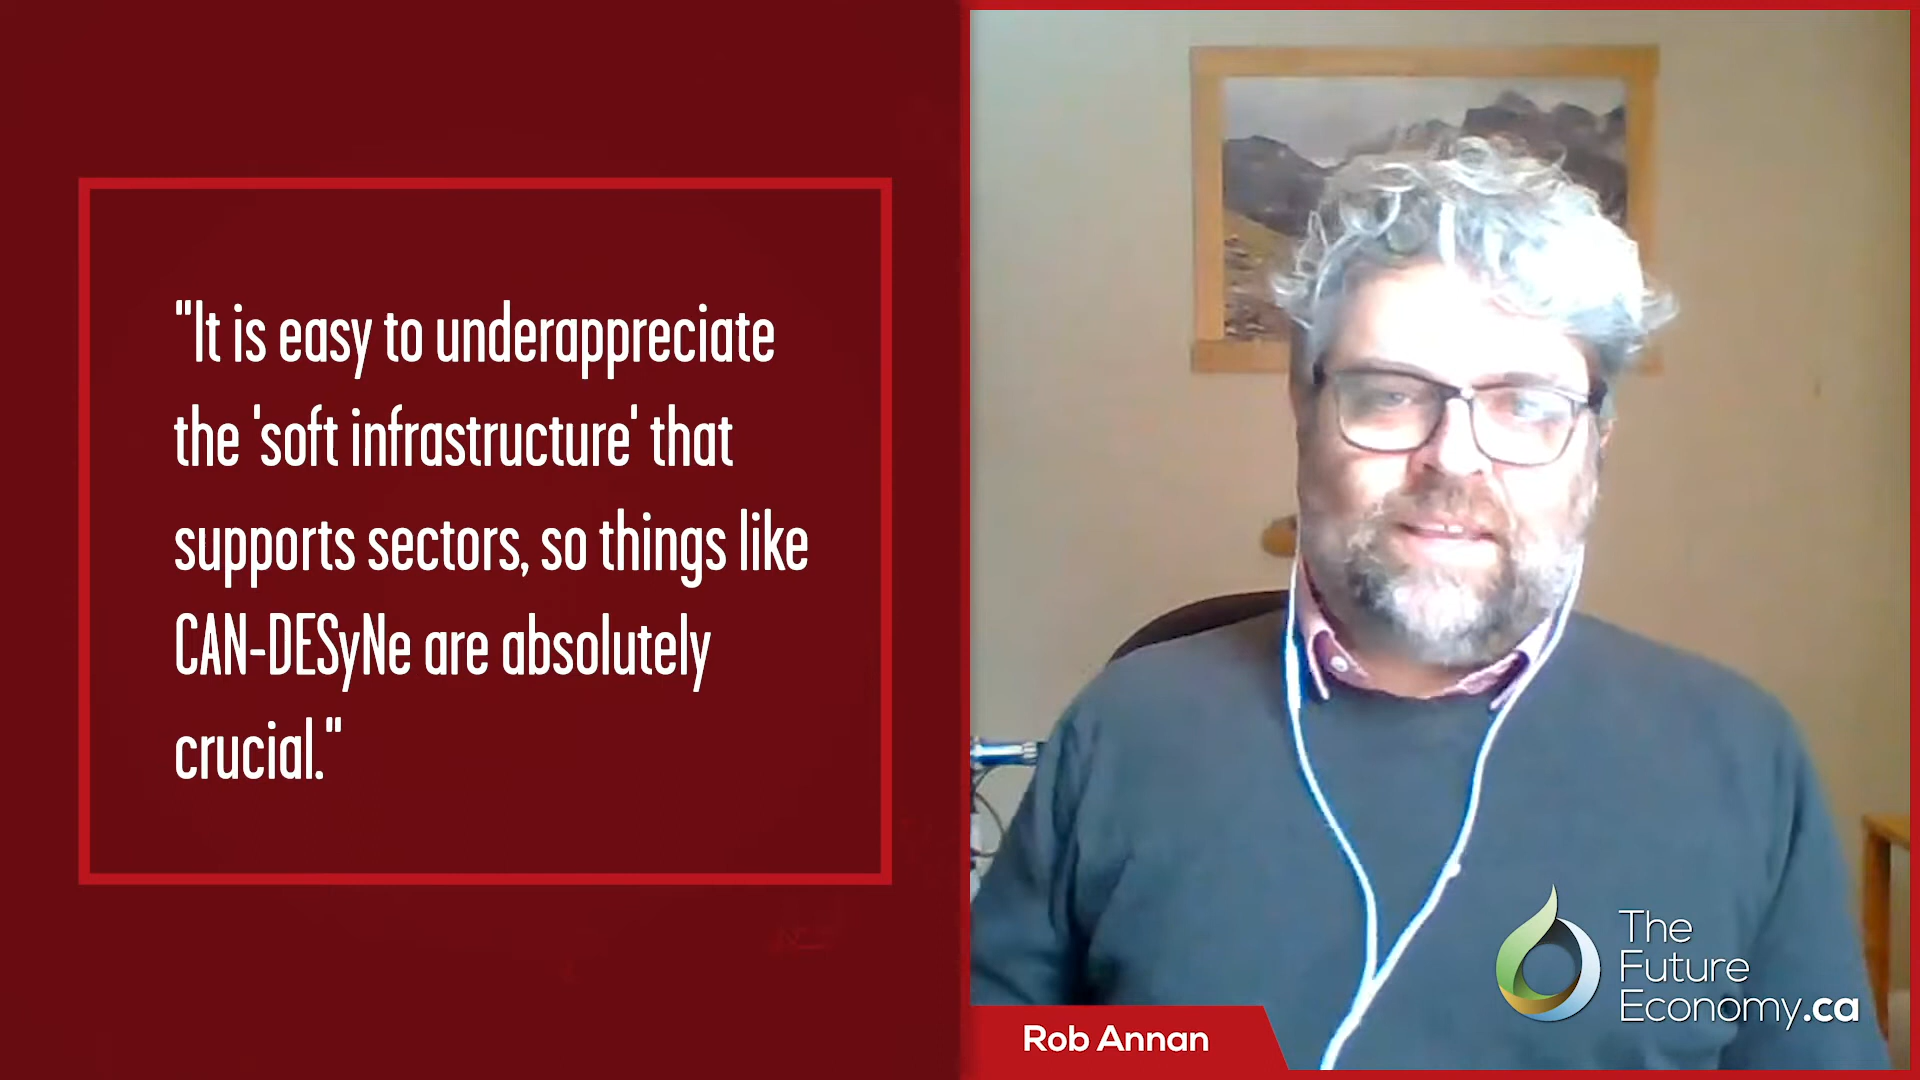 "It is easy to underappreciate
the 'soft infrastructure' that
supports sectors, so things like
CAN-DESyNe are absolutely
crucial."
Rob Annan
The
Future
Economy.ca